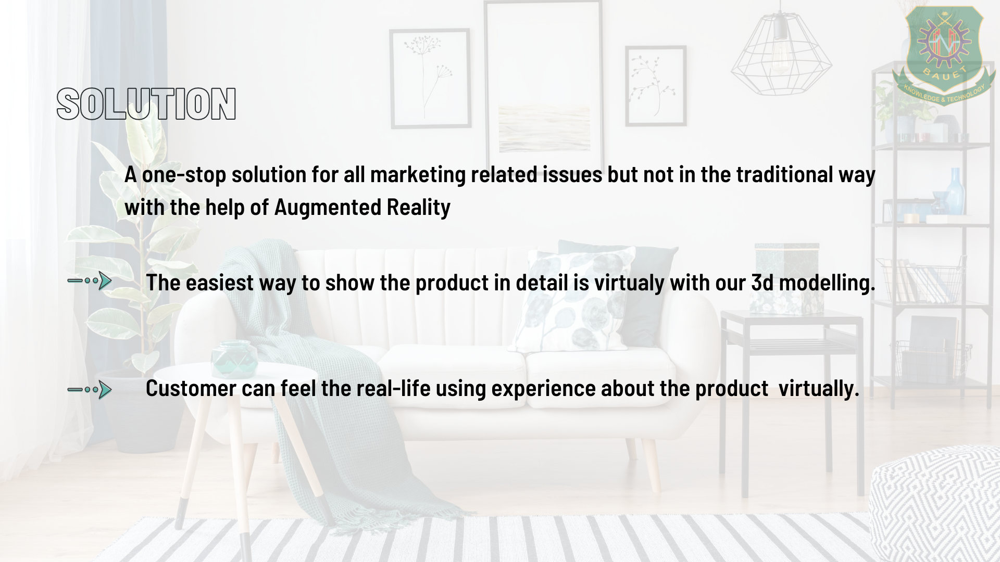 BAUET
KNOWLEDGE & TECHNOLOGY
SOLUTION
A one-stop solution for all marketing related issues but not in the traditional way
with the help of Augmented Reality
The easiest way to show the product in detail is virtualy with our 3d modelling.
Customer can feel the real-life using experience about the product  virtually.